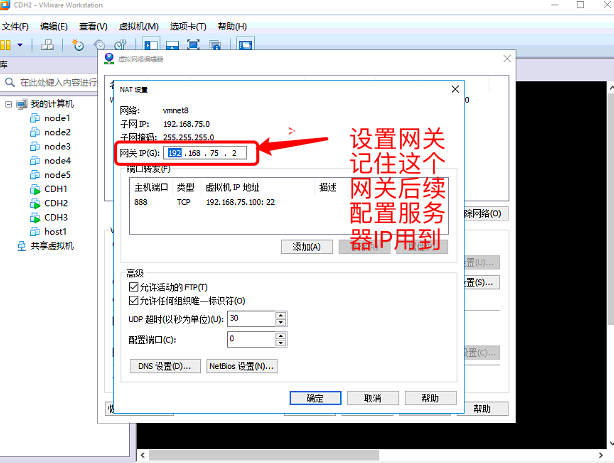 CDH2 - VMware Workstation
文件(F) 编辑(E) 查看(V) 虚拟机(M) 选项卡(T) 帮助(H)
库
在此处键入内容进行
我的计算机
node1
node2
node3
node4
node5
CDH1
CDH2
CDH3
host1
共享虚拟机
虚拟网络编辑器
NAT 设置
网络: vmnet8
子网 IP: 192.168.75.0
子网掩码: 255.255.255.0
网关 IP(G): 192 . 168 . 75 . 2
端口转发(F)
主机端口 类型 虚拟机 IP 地址 描述
888 TCP 192.168.75.100: 22
添加(A)
设置网关
记住这个
网关后续
配置服务
器IP用到
除网络(O)
置(S)...
高级
允许活动的 FTP(T)
允许任何组织唯一标识符(O)
UDP 超时(以秒为单位)(U): 30
配置端口(C): 0
DNS 设置(D)... NetBios 设置(N)...
确定 取消 帮助
帮助